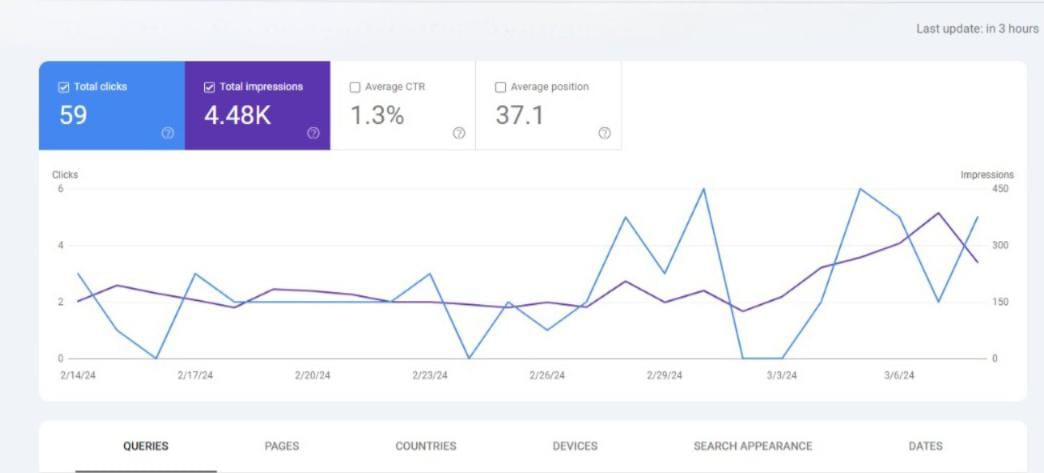 Last update: in 3 hours
Total clicks Total impressions Average CTR Average position
59 4.48K 1.3% 37.1
Clicks Impressions
6 450
4 300
2 150
0 0
2/14/24 2/17/24 2/20/24 2/23/24 2/26/24 2/29/24 3/3/24 3/6/24
QUERIES PAGES COUNTRIES DEVICES SEARCH APPEARANCE DATES